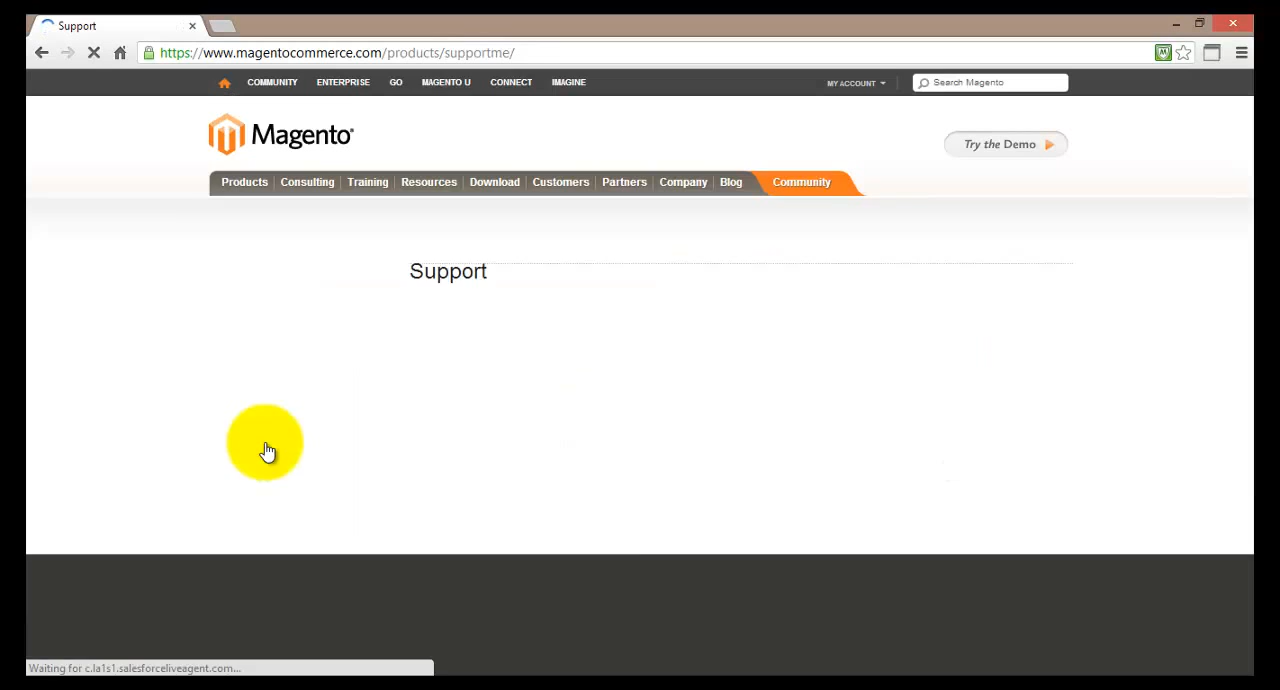 Support
https://www.magentocommerce.com/products/supportme/
COMMUNITY ENTERPRISE GO MAGENTO U CONNECT IMAGINE MY ACCOUNT Search Magento
Magento®
Try the Demo
Products Consulting Training Resources Download Customers Partners Company Blog Community
Support
Waiting for c.la1s1.salesforceliveagent.com...